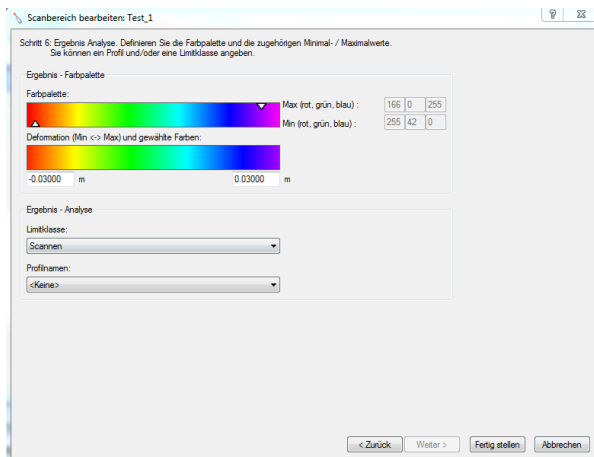 Scanbereich bearbeiten: Test_1
Schritt 6: Ergebnis Analyse. Definieren Sie die Farbpalette und die zugehörigen Minimal- / Maximalwerte.
Sie können ein Profil und/oder eine Limitklasse angeben.
Ergebnis - Farbpalette
Farbpalette:
Max (rot, grün, blau) : 166 0 255
Min (rot, grün, blau) : 255 42 0
Deformation (Min <-> Max) und gewählte Farben:
-0.03000 m 0.03000 m
Ergebnis - Analyse
Limitklasse:
Scannen
Profilnamen:
<Keine>
< Zurück Weiter > Fertig stellen Abbrechen